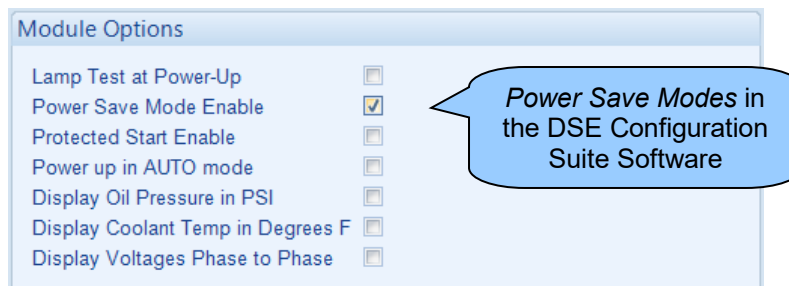 Module Options
Lamp Test at Power-Up
Power Save Mode Enable
Protected Start Enable
Power up in AUTO mode
Display Oil Pressure in PSI
Display Coolant Temp in Degrees F
Display Voltages Phase to Phase
Power Save Modes in
the DSE Configuration
Suite Software